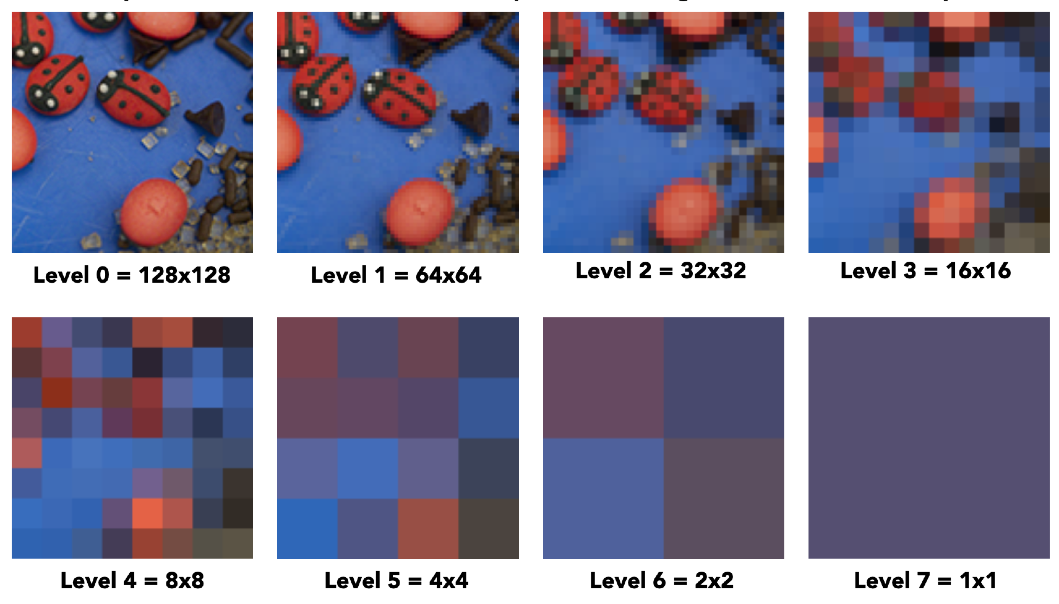 Level 0 = 128x128
Level 1 = 64x64
Level 2 = 32x32
Level 3 = 16x16
Level 4 = 8x8
Level 5 = 4x4
Level 6 = 2x2
Level 7 = 1x1